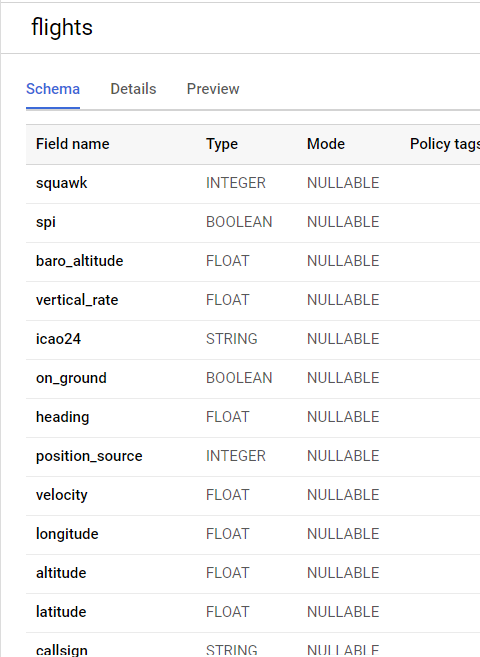 flights
Schema Details Preview
Field name Type Mode Policy tags
squawk INTEGER NULLABLE
spi BOOLEAN NULLABLE
baro_altitude FLOAT NULLABLE
vertical_rate FLOAT NULLABLE
icao24 STRING NULLABLE
on_ground BOOLEAN NULLABLE
heading FLOAT NULLABLE
position_source INTEGER NULLABLE
velocity FLOAT NULLABLE
longitude FLOAT NULLABLE
altitude FLOAT NULLABLE
latitude FLOAT NULLABLE
callsign STRING NULLABLE